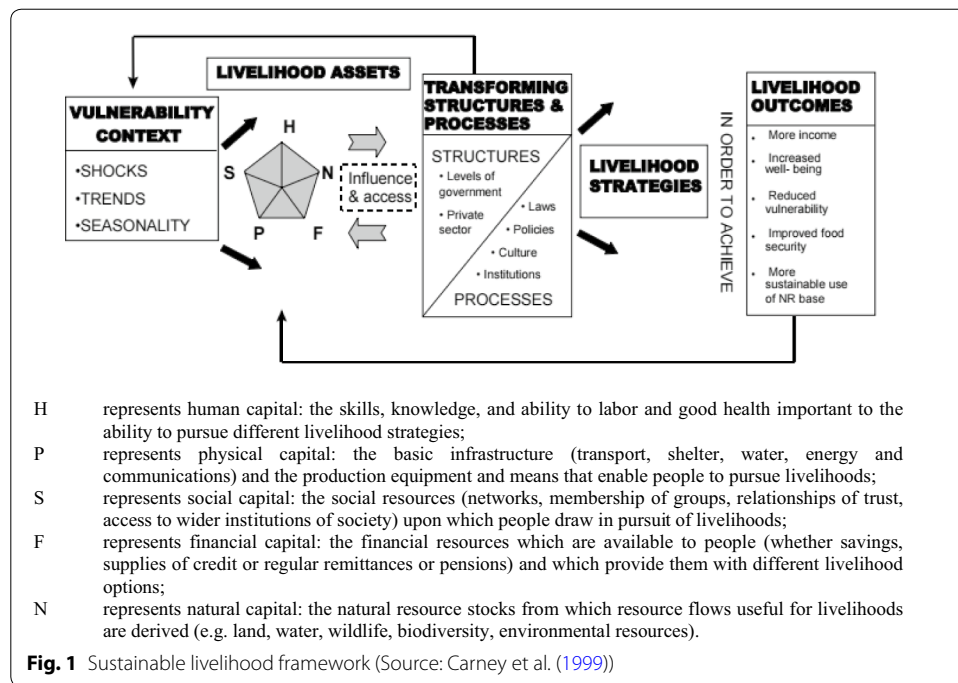 LIVELIHOOD ASSETS
VULNERABILITY
CONTEXT
•SHOCKS
•TRENDS
•SEASONALITY
H
S
N
P
F
Influence
& access
TRANSFORMING
STRUCTURES &
PROCESSES
STRUCTURES
• Levels of
government
• Private
sector
• Laws
• Policies
• Culture
• Institutions
PROCESSES
LIVELIHOOD
STRATEGIES
IN ORDER TO ACHIEVE
LIVELIHOOD
OUTCOMES
• More income
• Increased
well- being
• Reduced
vulnerability
• Improved food
security
• More
sustainable use
of NR base
H represents human capital: the skills, knowledge, and ability to labor and good health important to the
ability to pursue different livelihood strategies;
P represents physical capital: the basic infrastructure (transport, shelter, water, energy and
communications) and the production equipment and means that enable people to pursue livelihoods;
S represents social capital: the social resources (networks, membership of groups, relationships of trust,
access to wider institutions of society) upon which people draw in pursuit of livelihoods;
F represents financial capital: the financial resources which are available to people (whether savings,
supplies of credit or regular remittances or pensions) and which provide them with different livelihood
options;
N represents natural capital: the natural resource stocks from which resource flows useful for livelihoods
are derived (e.g. land, water, wildlife, biodiversity, environmental resources).
Fig. 1 Sustainable livelihood framework (Source: Carney et al. (1999))